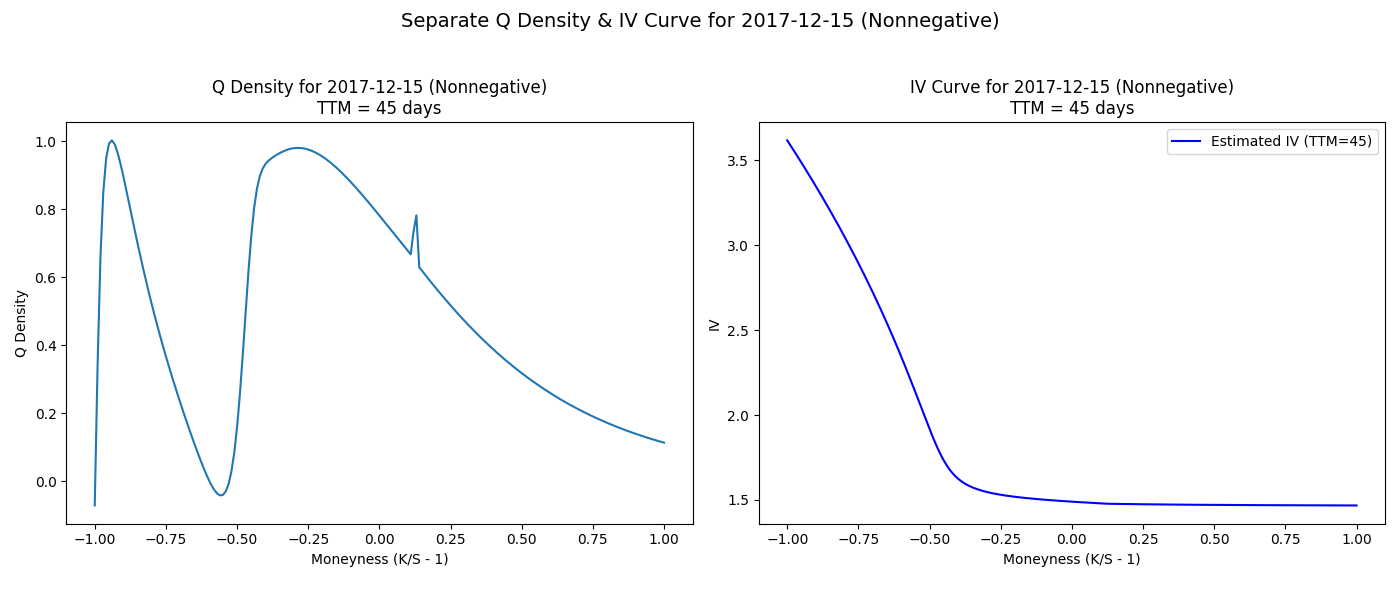 Separate Q Density & IV Curve for 2017-12-15 (Nonnegative)
Q Density for 2017-12-15 (Nonnegative)
TTM = 45 days
Q Density
1.0
0.8
0.6
0.4
0.2
0.0
−1.00 −0.75 −0.50 −0.25 0.00 0.25 0.50 0.75 1.00
Moneyness (K/S - 1)
IV Curve for 2017-12-15 (Nonnegative)
TTM = 45 days
Estimated IV (TTM=45)
IV
3.5
3.0
2.5
2.0
1.5
−1.00 −0.75 −0.50 −0.25 0.00 0.25 0.50 0.75 1.00
Moneyness (K/S - 1)